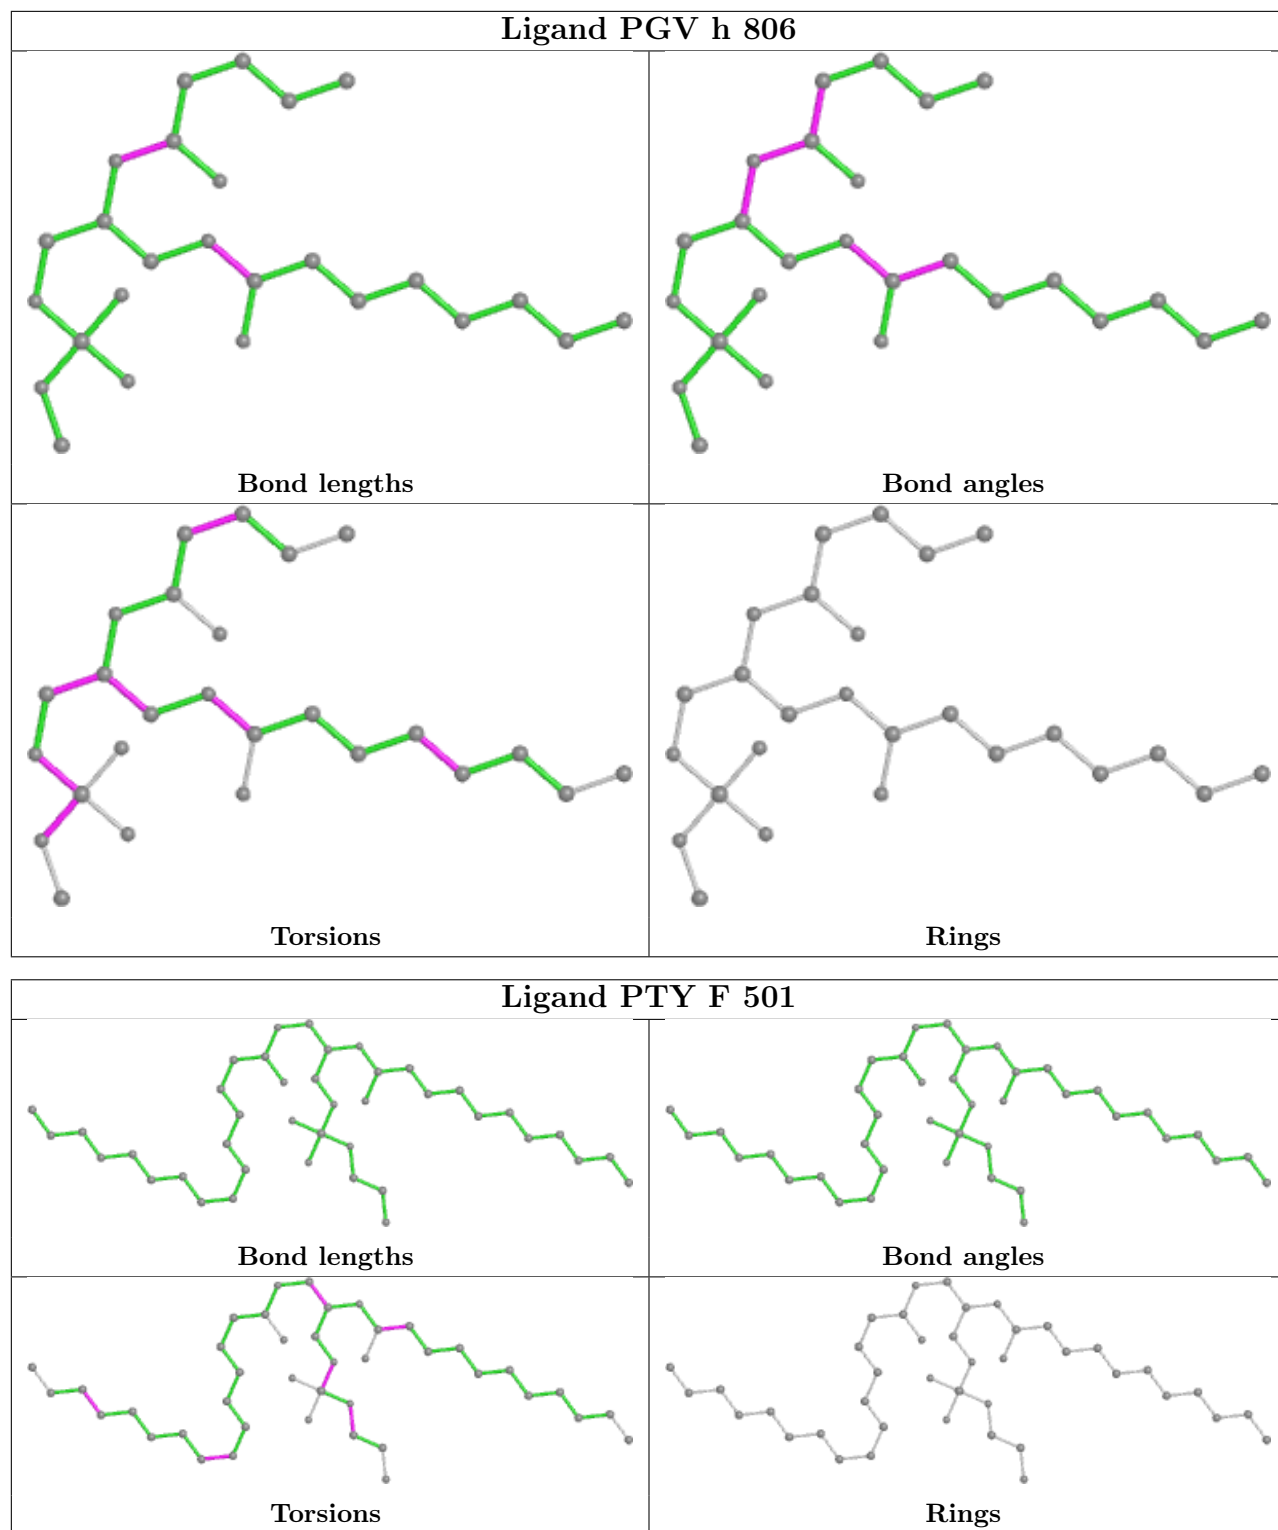 Ligand PGV h 806
Bond lengths
Bond angles
Torsions
Rings
Ligand PTY F 501
Bond lengths
Bond angles
Torsions
Rings